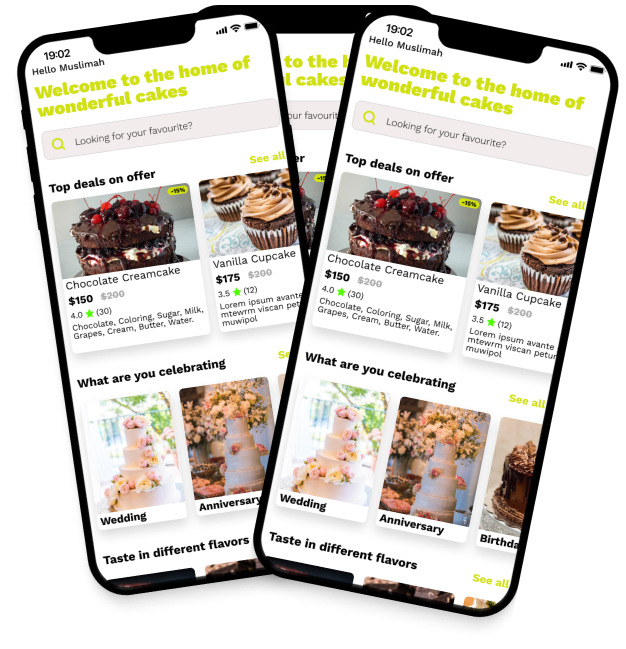 19:02
Hello Muslimah
Welcome to the home of
wonderful cakes
Looking for your favourite?
See all
Top deals on offer
-15%
Chocolate Creamcake
$150 $200
4.0 (30)
Chocolate, Coloring, Sugar, Milk,
Grapes, Cream, Butter, Water.
Vanilla Cupcake
$175 $200
3.5 (12)
Lorem ipsum avante
mtewrm viscan petur
muwipol
What are you celebrating
Wedding
Anniversary
Taste in different flavors
19:02
Hello Muslimah
Welcome to the home of
wonderful cakes
Looking for your favourite?
Top deals on offer
See all
-15%
Chocolate Creamcake
$150 $200
4.0 (30)
Chocolate, Coloring, Sugar, Milk,
Grapes, Cream, Butter, Water.
Vanilla Cupcake
$175 $200
3.5 (12)
Lorem ipsum avante
mtewrm viscan petur
muwipol
What are you celebrating
See all
Wedding
Anniversary
Birthda
Taste in different flavors
See all